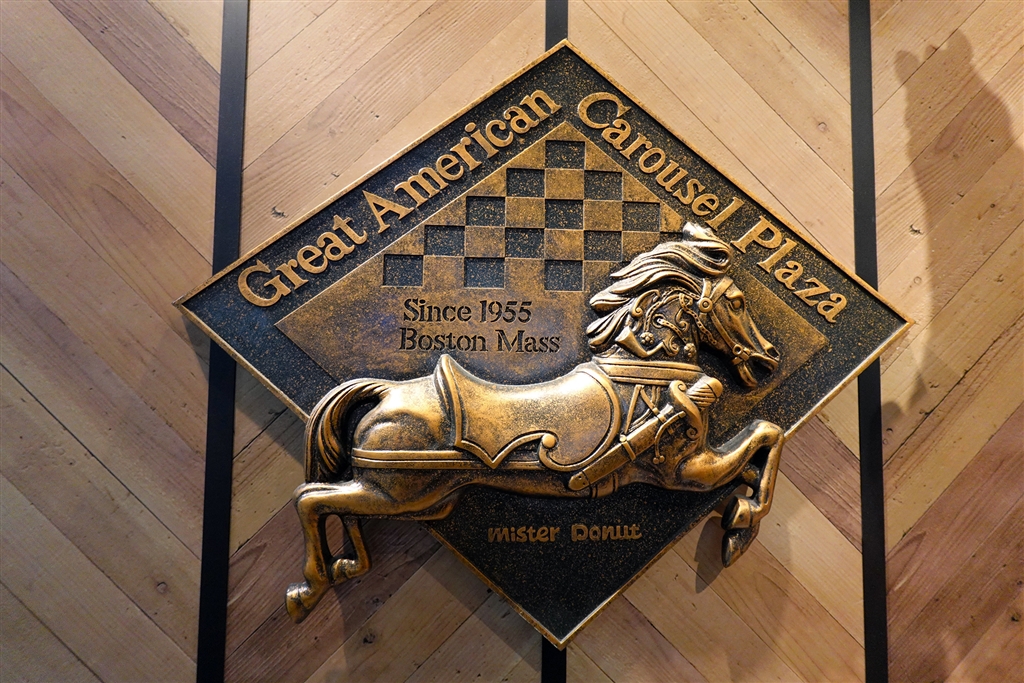 Great American
Carousel Plaza
Since 1955
Boston Mass
mister Donut